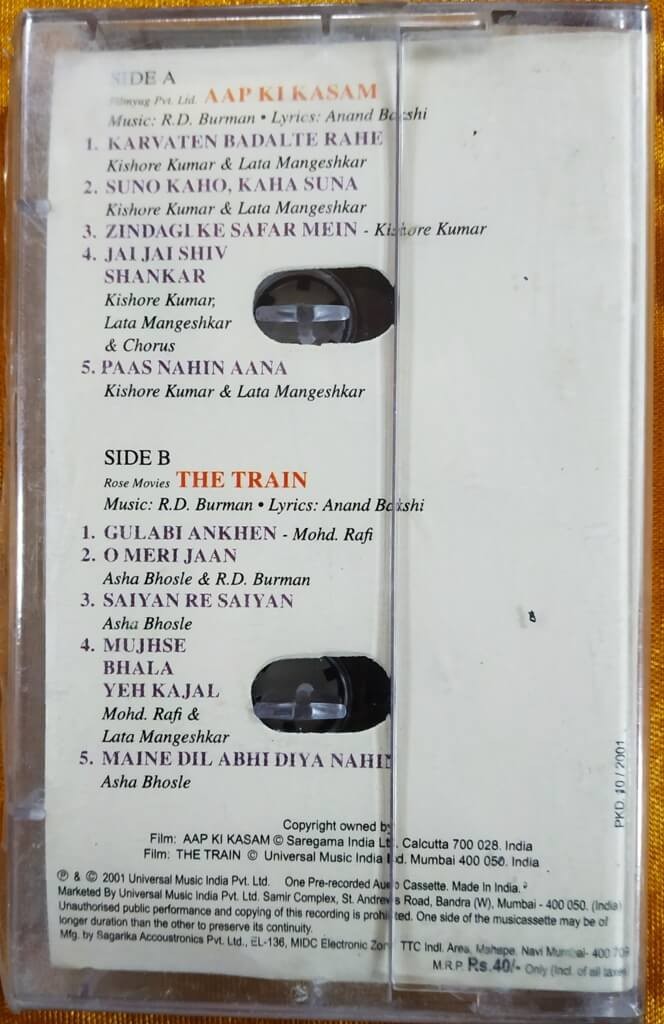 SIDE A
Filmyug Pvt. Ltd. AAP KI KASAM
Music: R.D. Burman • Lyrics: Anand Bakshi
1. KARVATEN BADALTE RAHE
Kishore Kumar & Lata Mangeshkar
2. SUNO KAHO, KAHA SUNA
Kishore Kumar & Lata Mangeshkar
3. ZINDAGI KE SAFAR MEIN - Kishore Kumar
4. JAI JAI SHIV
SHANKAR
Kishore Kumar,
Lata Mangeshkar
& Chorus
5. PAAS NAHIN AANA
Kishore Kumar & Lata Mangeshkar
SIDE B
Rose Movies THE TRAIN
Music: R.D. Burman • Lyrics: Anand Bakshi
1. GULABI ANKHEN - Mohd. Rafi
2. O MERI JAAN
Asha Bhosle & R.D. Burman
3. SAIYAN RE SAIYAN
Asha Bhosle
4. MUJHSE
BHALA
YEH KAJAL
Mohd. Rafi &
Lata Mangeshkar
5. MAINE DIL ABHI DIYA NAHIN
Asha Bhosle
PKD. 10 / 2001
Copyright owned by
Film: AAP KI KASAM © Saregama India Ltd. Calcutta 700 028. India
Film: THE TRAIN © Universal Music India Ltd. Mumbai 400 050. India
℗ & © 2001 Universal Music India Pvt. Ltd. One Pre-recorded Audio Cassette. Made In India.
Marketed By Universal Music India Pvt. Ltd. Samir Complex, St. Andrews Road, Bandra (W), Mumbai - 400 050. (India)
Unauthorised public performance and copying of this recording is prohibited. One side of the musicassette may be of
longer duration than the other to preserve its continuity.
Mfg. by Sagarika Accoustronics Pvt. Ltd., EL-136, MIDC Electronic Zone, TTC Indl. Area, Mahape, Navi Mumbai- 400 709
M.R.P. Rs.40/- Only (Incl. of all taxes